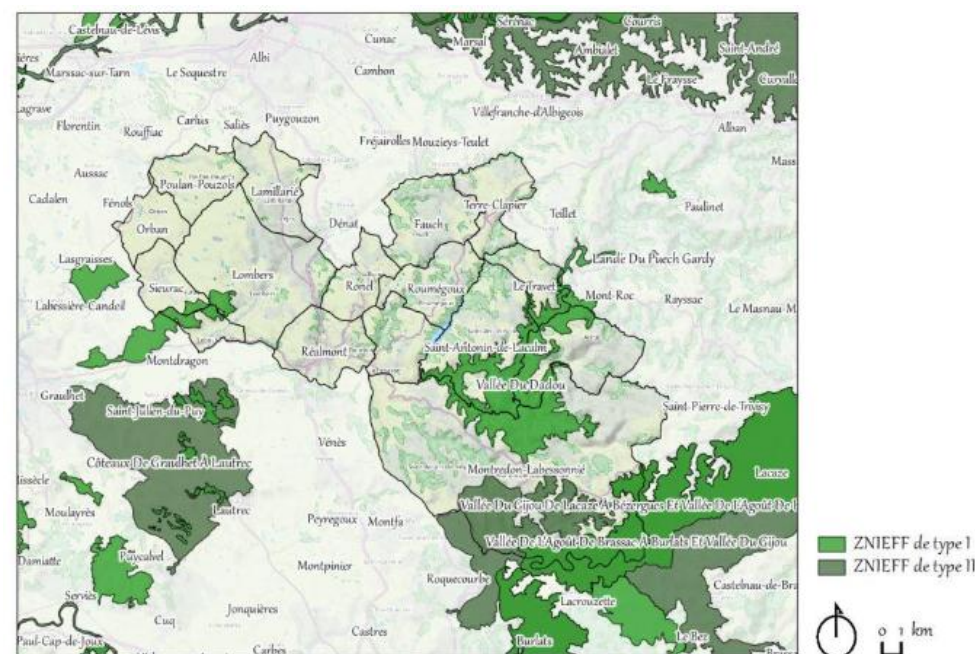 Castelnau-de-Lévis
Sérénac
Courris
Cunac
Marsal
Albi
Ambialet
Saint-André
Marssac-sur-Tarn
Le Sequestre
Cambon
Le Fraysse
Curvalle
Lagrave
Villefranche-d'Albigeois
Florentin
Rouffiac
Carlus
Saliès
Puygouzon
Alban
Fréjairolles
Mouzieys-Teulet
Aussac
Poulan-Pouzols
Lamillarié
Cadalen
Fénols
Terre-Clapier
Teillet
Paulinet
Orban
Dénat
Fauch
Lasgraisses
Lande Du Puech Gardy
Lombers
Sieurac
Ronel
Roumégoux
Le Travet
Mont-Roc
Rayssac
Labessière-Candeil
Le Masnau-M
Réalmont
Saint-Antonin-de-Lacalm
Montdragon
Vallée Du Dadou
Graulhet
Saint-Julien-du-Puy
Saint-Pierre-de-Trivisy
Vénès
Côteaux De Graulhet À Lautrec
Montredon-Labessonnié
Lacaze
Missècle
Moulayrès
Lautrec
Vallée Du Gijou De Lacaze À Bézergues Et Vallée De L'Agoût De
Peyregoux
Montfa
Vallée De L'Agoût De Brassac À Burlats Et Vallée Du Gijou
Damiatte
Puycalvel
Montpinier
Roquecourbe
Castelnau-de-Bra
Serviès
Jonquières
Lacrouzette
Cuq
Castres
Le Bez
Paul-Cap-de-Joux
Carbes
Burlats
ZNIEFF de type I
ZNIEFF de type II
0 1 km